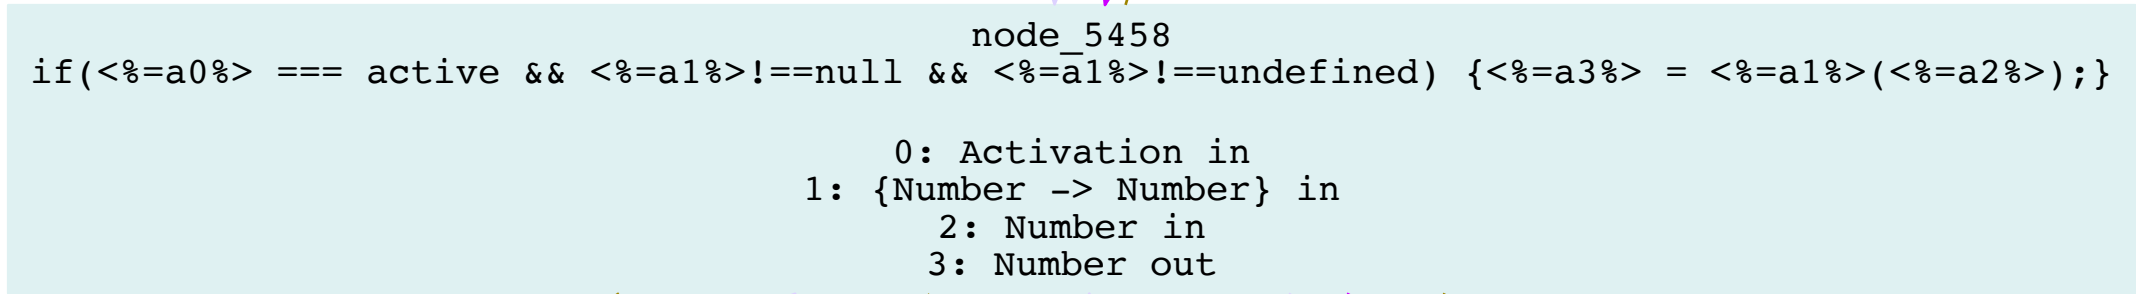 node_5458
if(<%=a0%> === active && <%=a1%>!==null && <%=a1%>!==undefined) {<%=a3%> = <%=a1%>(<%=a2%>);}
0: Activation in
1: {Number -> Number} in
2: Number in
3: Number out